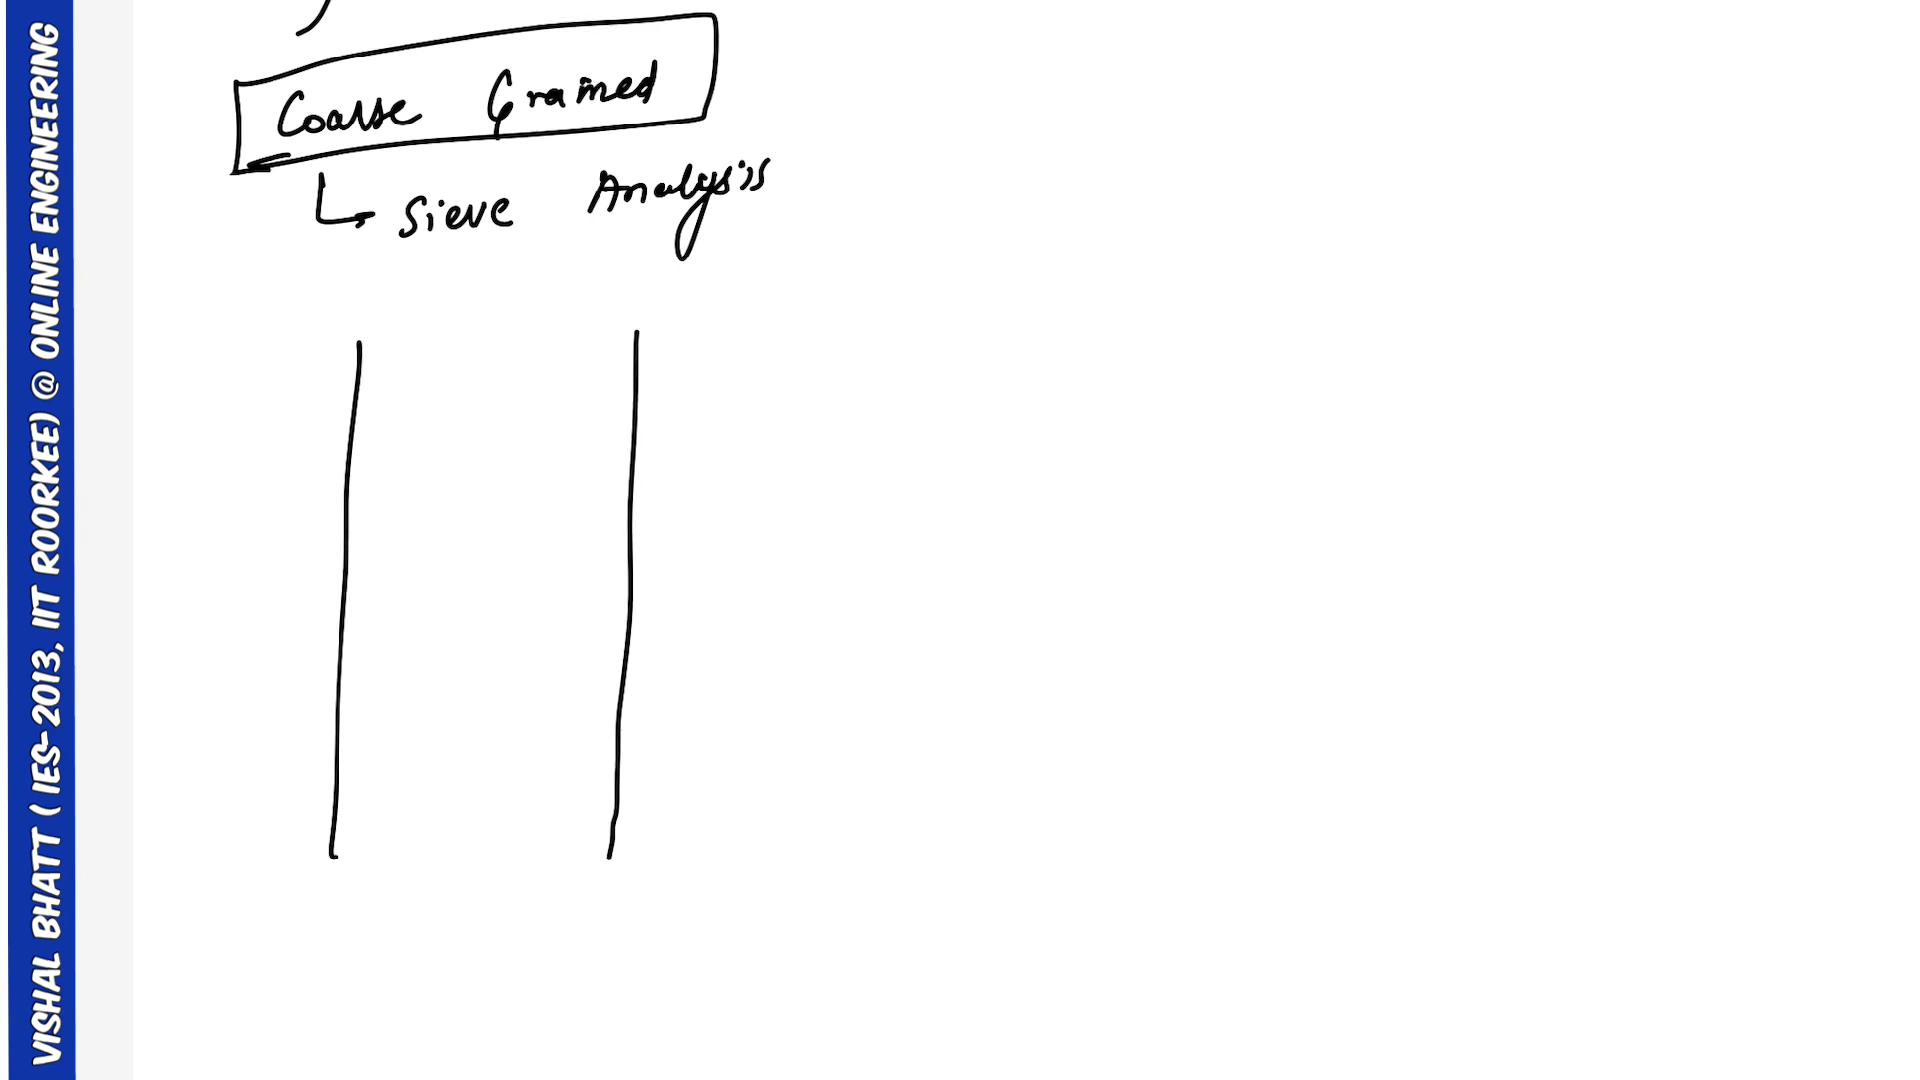 VISHAL BHATT ( IES-2013, IIT ROORKEE) @ ONLINE ENGINEERING
Coarse Grained
Sieve Analysis